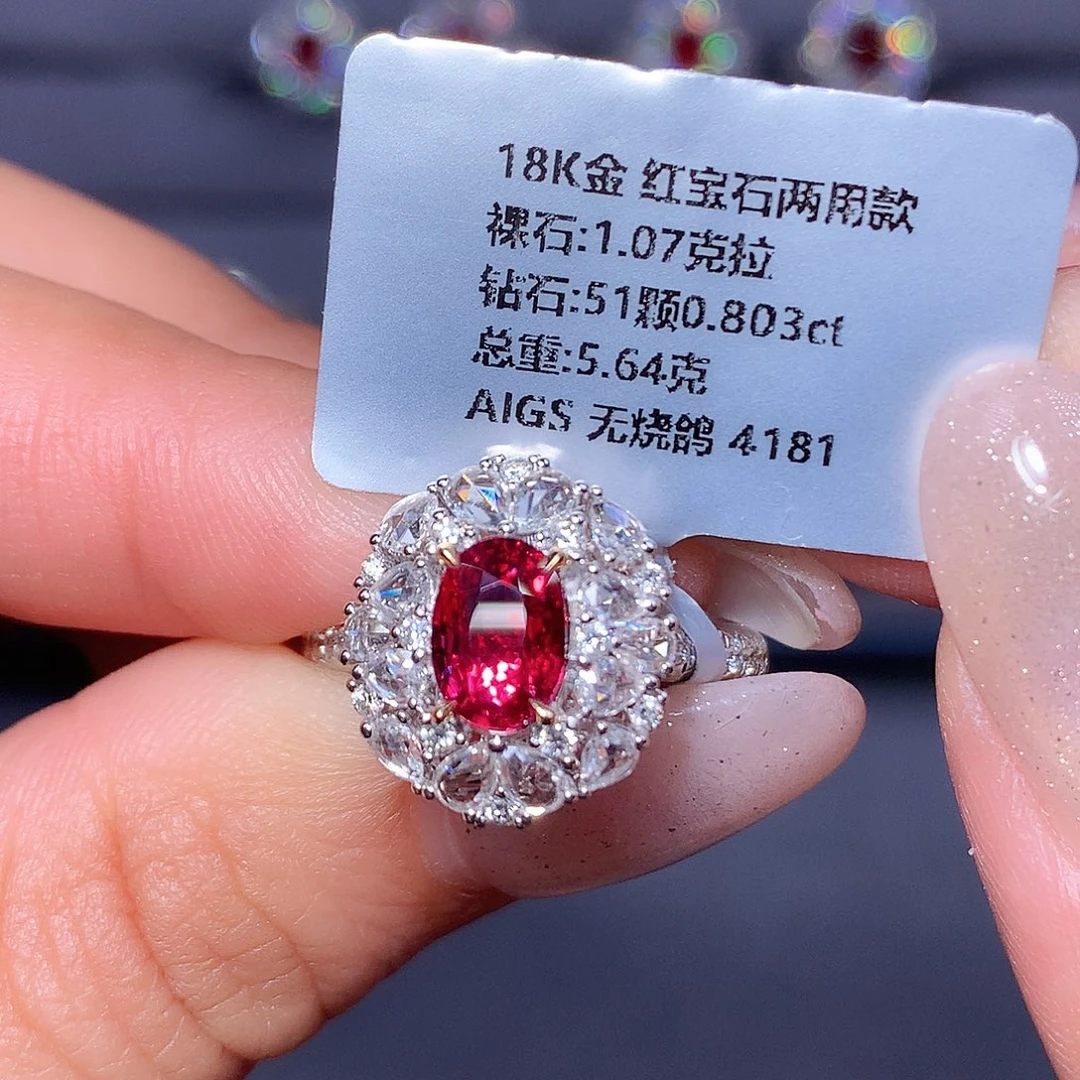 18K金 红宝石两用款
裸石:1.07克拉
钻石:51颗0.803ct
总重:5.64克
AIGS 无烧鸽 4181